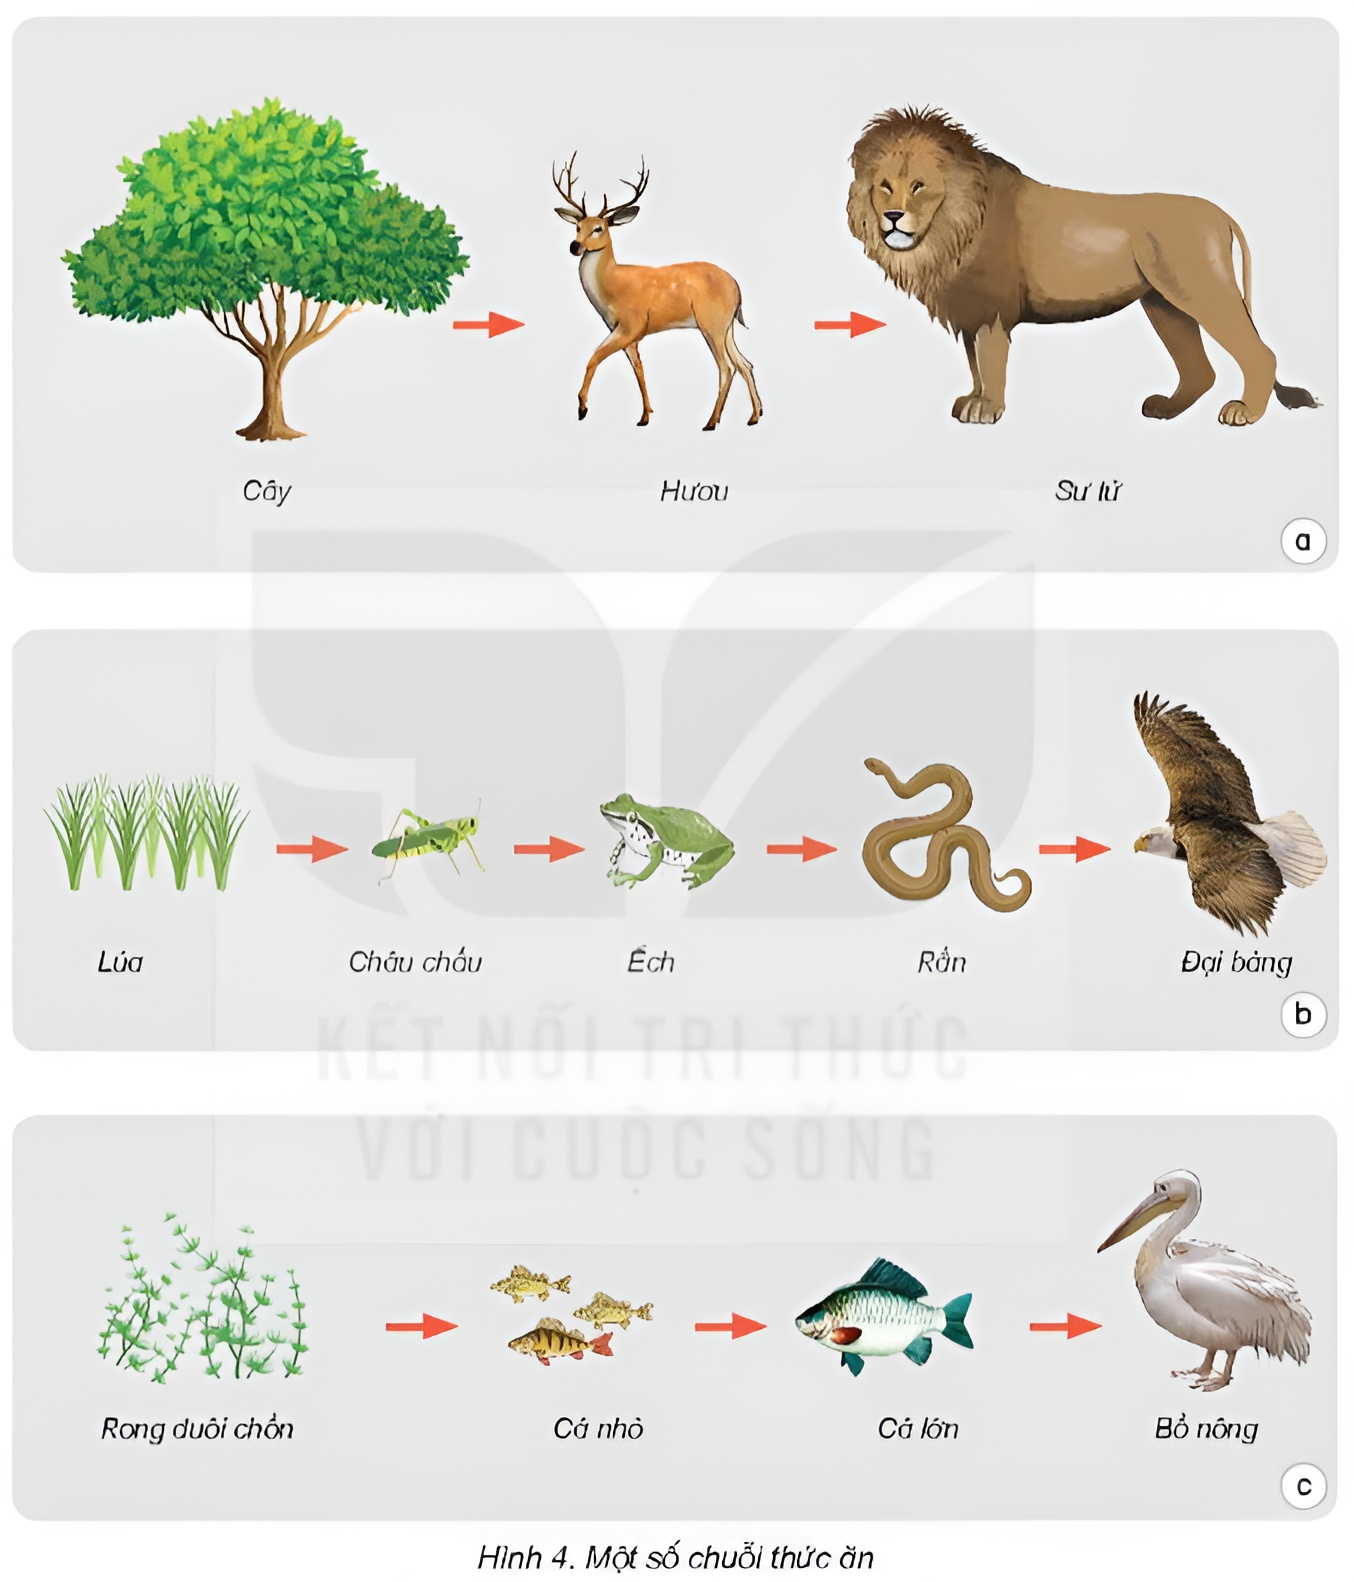 Cây
Hươu
Sư tử
a
Lúa
Châu chấu
Ếch
Rắn
Đại bàng
b
KẾT NỐI TRI THỨC
VỚI CUỘC SỐNG
Rong đuôi chồn
Cá nhỏ
Cá lớn
Bồ nông
c
Hình 4. Một số chuỗi thức ăn